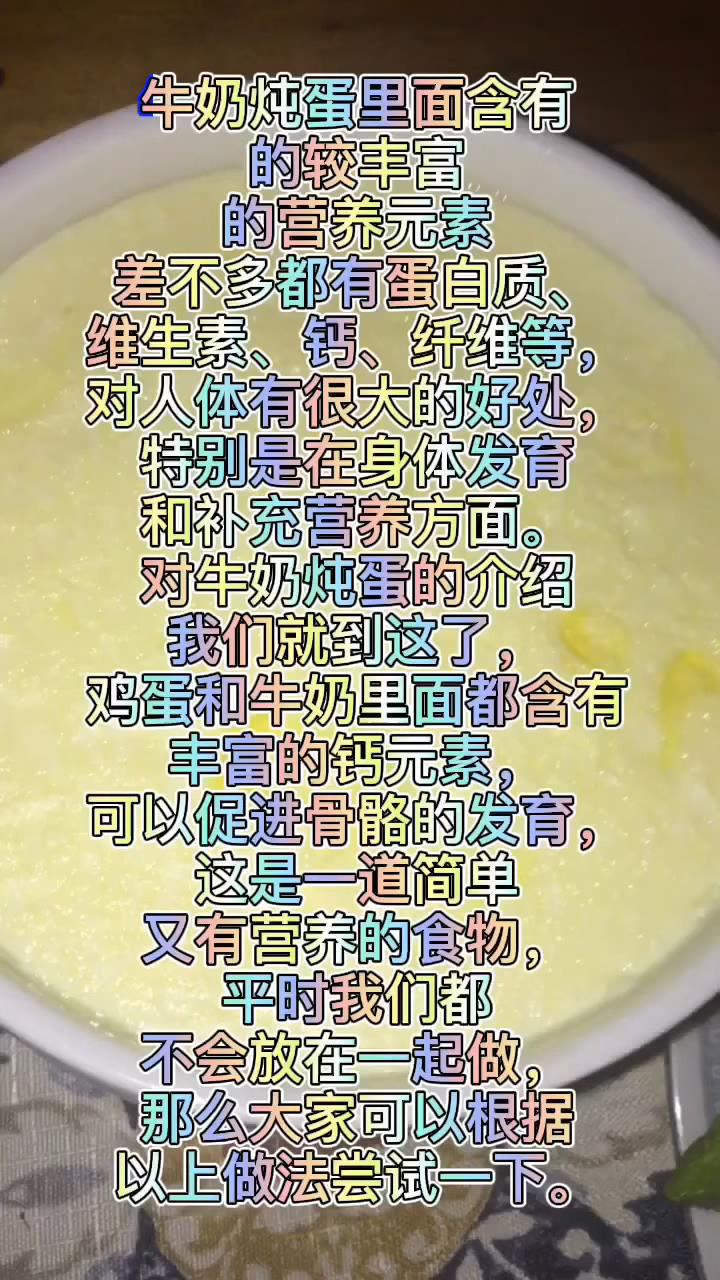 牛奶炖蛋里面含有
的较丰富
的营养元素
差不多都有蛋白质、
维生素、钙、纤维等，
对人体有很大的好处，
特别是在身体发育
和补充营养方面。
对牛奶炖蛋的介绍
我们就到这了，
鸡蛋和牛奶里面都含有
丰富的钙元素，
可以促进骨骼的发育，
这是一道简单
又有营养的食物，
平时我们都
不会放在一起做，
那么大家可以根据
以上做法尝试一下。